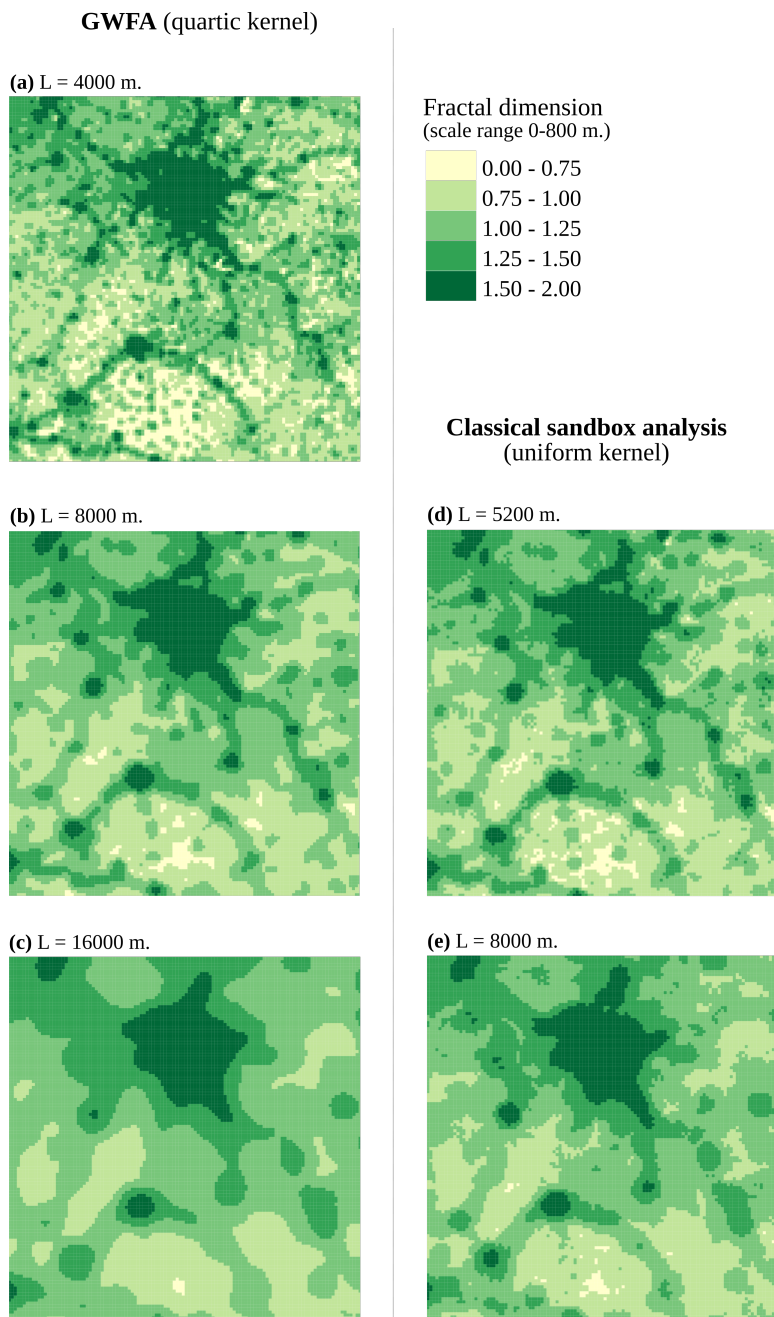 GWFA (quartic kernel)
(a) L = 4000 m.
Fractal dimension
(scale range 0-800 m.)
0.00 - 0.75
0.75 - 1.00
1.00 - 1.25
1.25 - 1.50
1.50 - 2.00
Classical sandbox analysis
(uniform kernel)
(b) L = 8000 m.
(d) L = 5200 m.
(c) L = 16000 m.
(e) L = 8000 m.